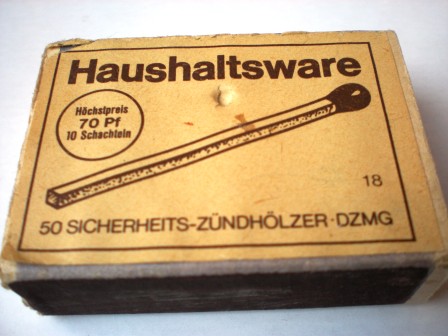 Haushaltsware
Höchstpreis
70 Pf
10 Schachteln
18
50 SICHERHEITS-ZÜNDHÖLZER·DZMG